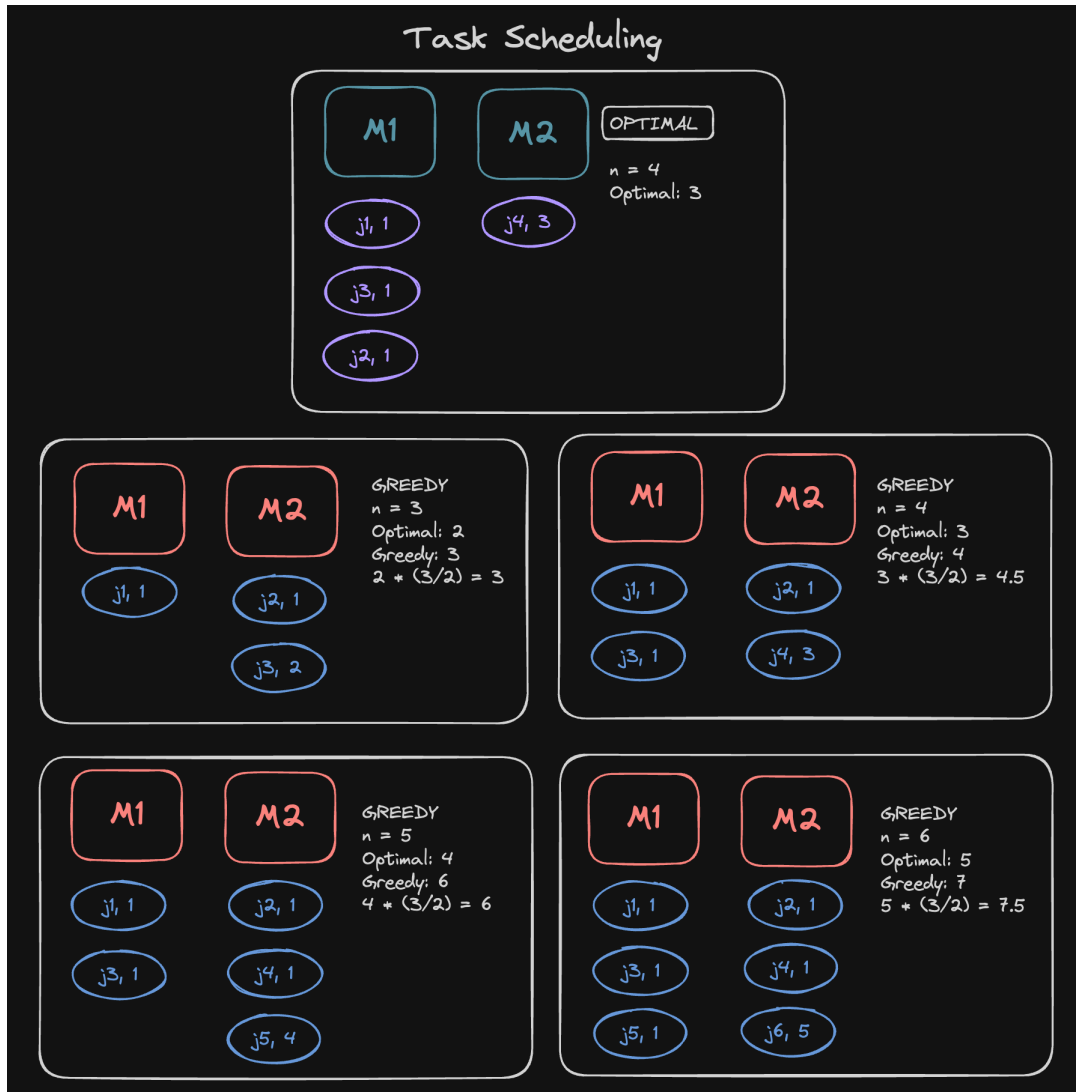 Task Scheduling
M1
M2
OPTIMAL
n = 4
Optimal: 3
j1, 1
j4, 3
j3, 1
j2, 1
M1
M2
GREEDY
n = 3
Optimal: 2
Greedy: 3
2 * (3/2) = 3
j1, 1
j2, 1
j3, 2
M1
M2
GREEDY
n = 4
Optimal: 3
Greedy: 4
3 * (3/2) = 4.5
j1, 1
j2, 1
j3, 1
j4, 3
M1
M2
GREEDY
n = 5
Optimal: 4
Greedy: 6
4 * (3/2) = 6
j1, 1
j2, 1
j3, 1
j4, 1
j5, 4
M1
M2
GREEDY
n = 6
Optimal: 5
Greedy: 7
5 * (3/2) = 7.5
j1, 1
j2, 1
j3, 1
j4, 1
j5, 1
j6, 5